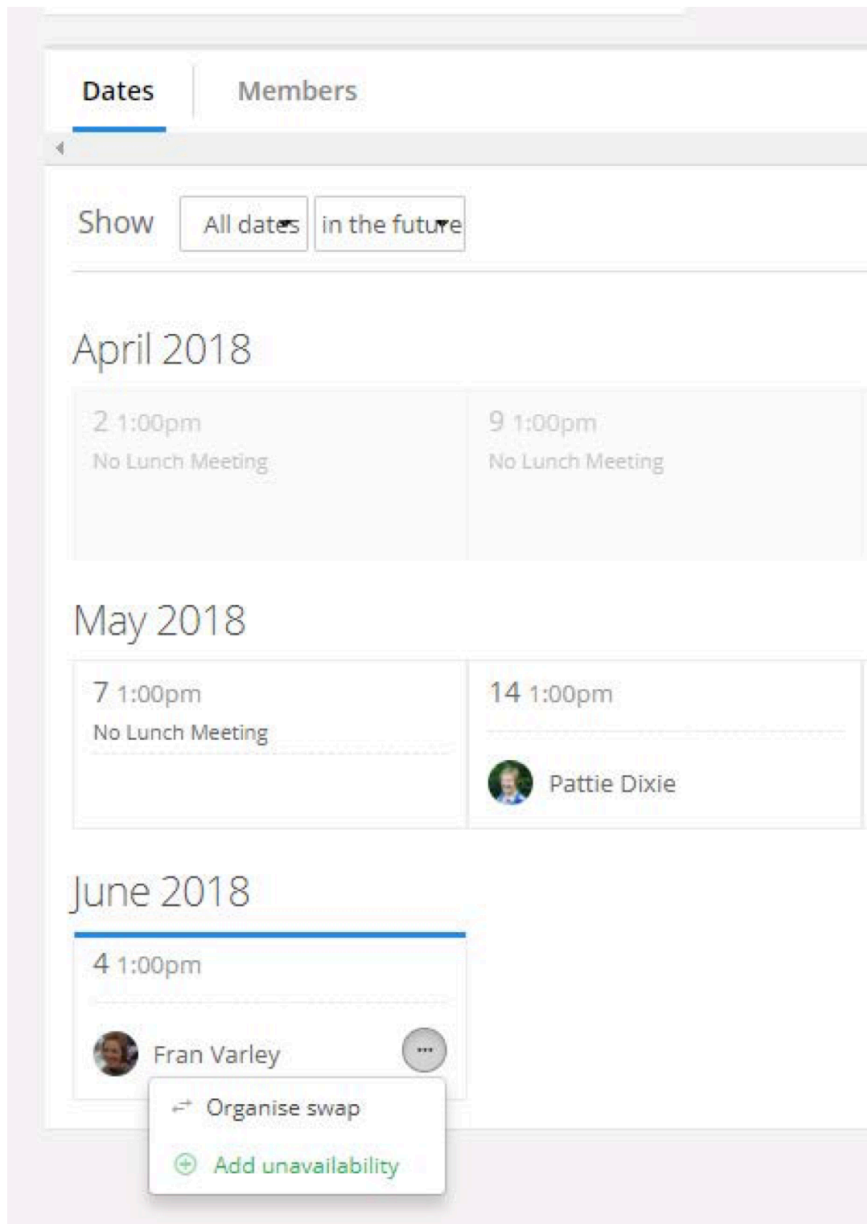 Dates Members
Show All dates in the future
April 2018
2 1:00pm 9 1:00pm
No Lunch Meeting No Lunch Meeting
May 2018
7 1:00pm 14 1:00pm
No Lunch Meeting
Pattie Dixie
June 2018
4 1:00pm
Fran Varley
Organise swap
Add unavailability